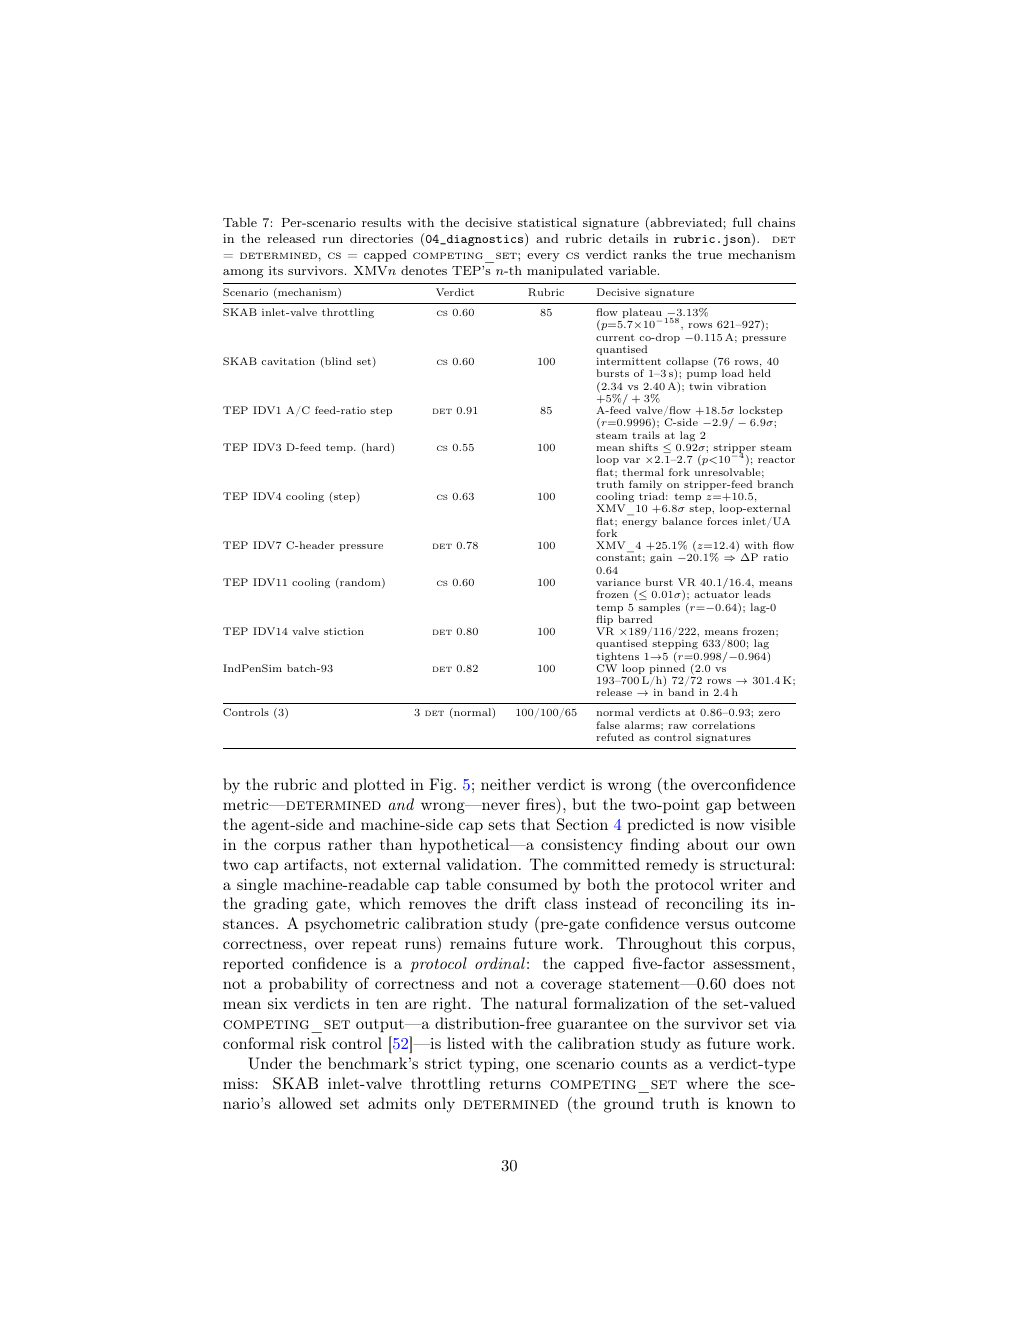 Table 7: Per-scenario results with the decisive statistical signature (abbreviated; full chains
in the released run directories (04_diagnostics) and rubric details in rubric.json). DET
= DETERMINED, CS = capped COMPETING_SET; every CS verdict ranks the true mechanism
among its survivors. XMVn denotes TEP's n-th manipulated variable.
Scenario (mechanism) Verdict Rubric Decisive signature
SKAB inlet-valve throttling CS 0.60 85 flow plateau −3.13%
(p=5.7×10^−158, rows 621–927);
current co-drop −0.115 A; pressure
quantised
SKAB cavitation (blind set) CS 0.60 100 intermittent collapse (76 rows, 40
bursts of 1–3 s); pump load held
(2.34 vs 2.40 A); twin vibration
+5%/ + 3%
TEP IDV1 A/C feed-ratio step DET 0.91 85 A-feed valve/flow +18.5σ lockstep
(r=0.9996); C-side −2.9/ − 6.9σ;
steam trails at lag 2
TEP IDV3 D-feed temp. (hard) CS 0.55 100 mean shifts ≤ 0.92σ; stripper steam
loop var ×2.1–2.7 (p<10^−4); reactor
flat; thermal fork unresolvable;
truth family on stripper-feed branch
TEP IDV4 cooling (step) CS 0.63 100 cooling triad: temp z=+10.5,
XMV_10 +6.8σ step, loop-external
flat; energy balance forces inlet/UA
fork
TEP IDV7 C-header pressure DET 0.78 100 XMV_4 +25.1% (z=12.4) with flow
constant; gain −20.1% ⇒ ΔP ratio
0.64
TEP IDV11 cooling (random) CS 0.60 100 variance burst VR 40.1/16.4, means
frozen (≤ 0.01σ); actuator leads
temp 5 samples (r=−0.64); lag-0
flip barred
TEP IDV14 valve stiction DET 0.80 100 VR ×189/116/222, means frozen;
quantised stepping 633/800; lag
tightens 1→5 (r=0.998/−0.964)
IndPenSim batch-93 DET 0.82 100 CW loop pinned (2.0 vs
193–700 L/h) 72/72 rows → 301.4 K;
release → in band in 2.4 h
Controls (3) 3 DET (normal) 100/100/65 normal verdicts at 0.86–0.93; zero
false alarms; raw correlations
refuted as control signatures
by the rubric and plotted in Fig. 5; neither verdict is wrong (the overconfidence
metric—DETERMINED and wrong—never fires), but the two-point gap between
the agent-side and machine-side cap sets that Section 4 predicted is now visible
in the corpus rather than hypothetical—a consistency finding about our own
two cap artifacts, not external validation. The committed remedy is structural:
a single machine-readable cap table consumed by both the protocol writer and
the grading gate, which removes the drift class instead of reconciling its in-
stances. A psychometric calibration study (pre-gate confidence versus outcome
correctness, over repeat runs) remains future work. Throughout this corpus,
reported confidence is a protocol ordinal: the capped five-factor assessment,
not a probability of correctness and not a coverage statement—0.60 does not
mean six verdicts in ten are right. The natural formalization of the set-valued
COMPETING_SET output—a distribution-free guarantee on the survivor set via
conformal risk control [52]—is listed with the calibration study as future work.
Under the benchmark's strict typing, one scenario counts as a verdict-type
miss: SKAB inlet-valve throttling returns COMPETING_SET where the sce-
nario's allowed set admits only DETERMINED (the ground truth is known to
30